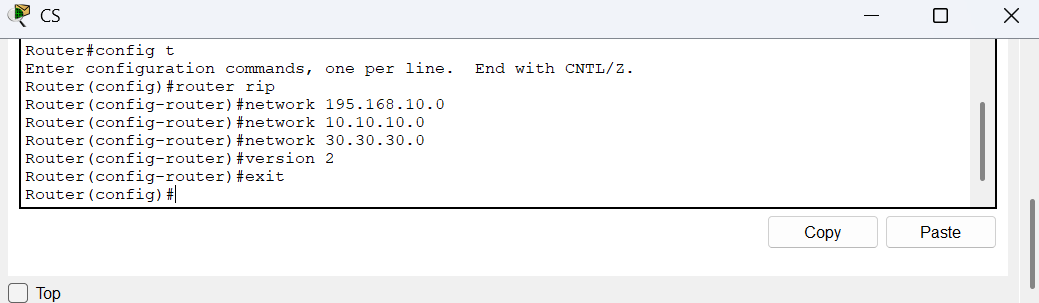 CS
Router#config t
Enter configuration commands, one per line.  End with CNTL/Z.
Router(config)#router rip
Router(config-router)#network 195.168.10.0
Router(config-router)#network 10.10.10.0
Router(config-router)#network 30.30.30.0
Router(config-router)#version 2
Router(config-router)#exit
Router(config)#
Copy Paste
Top